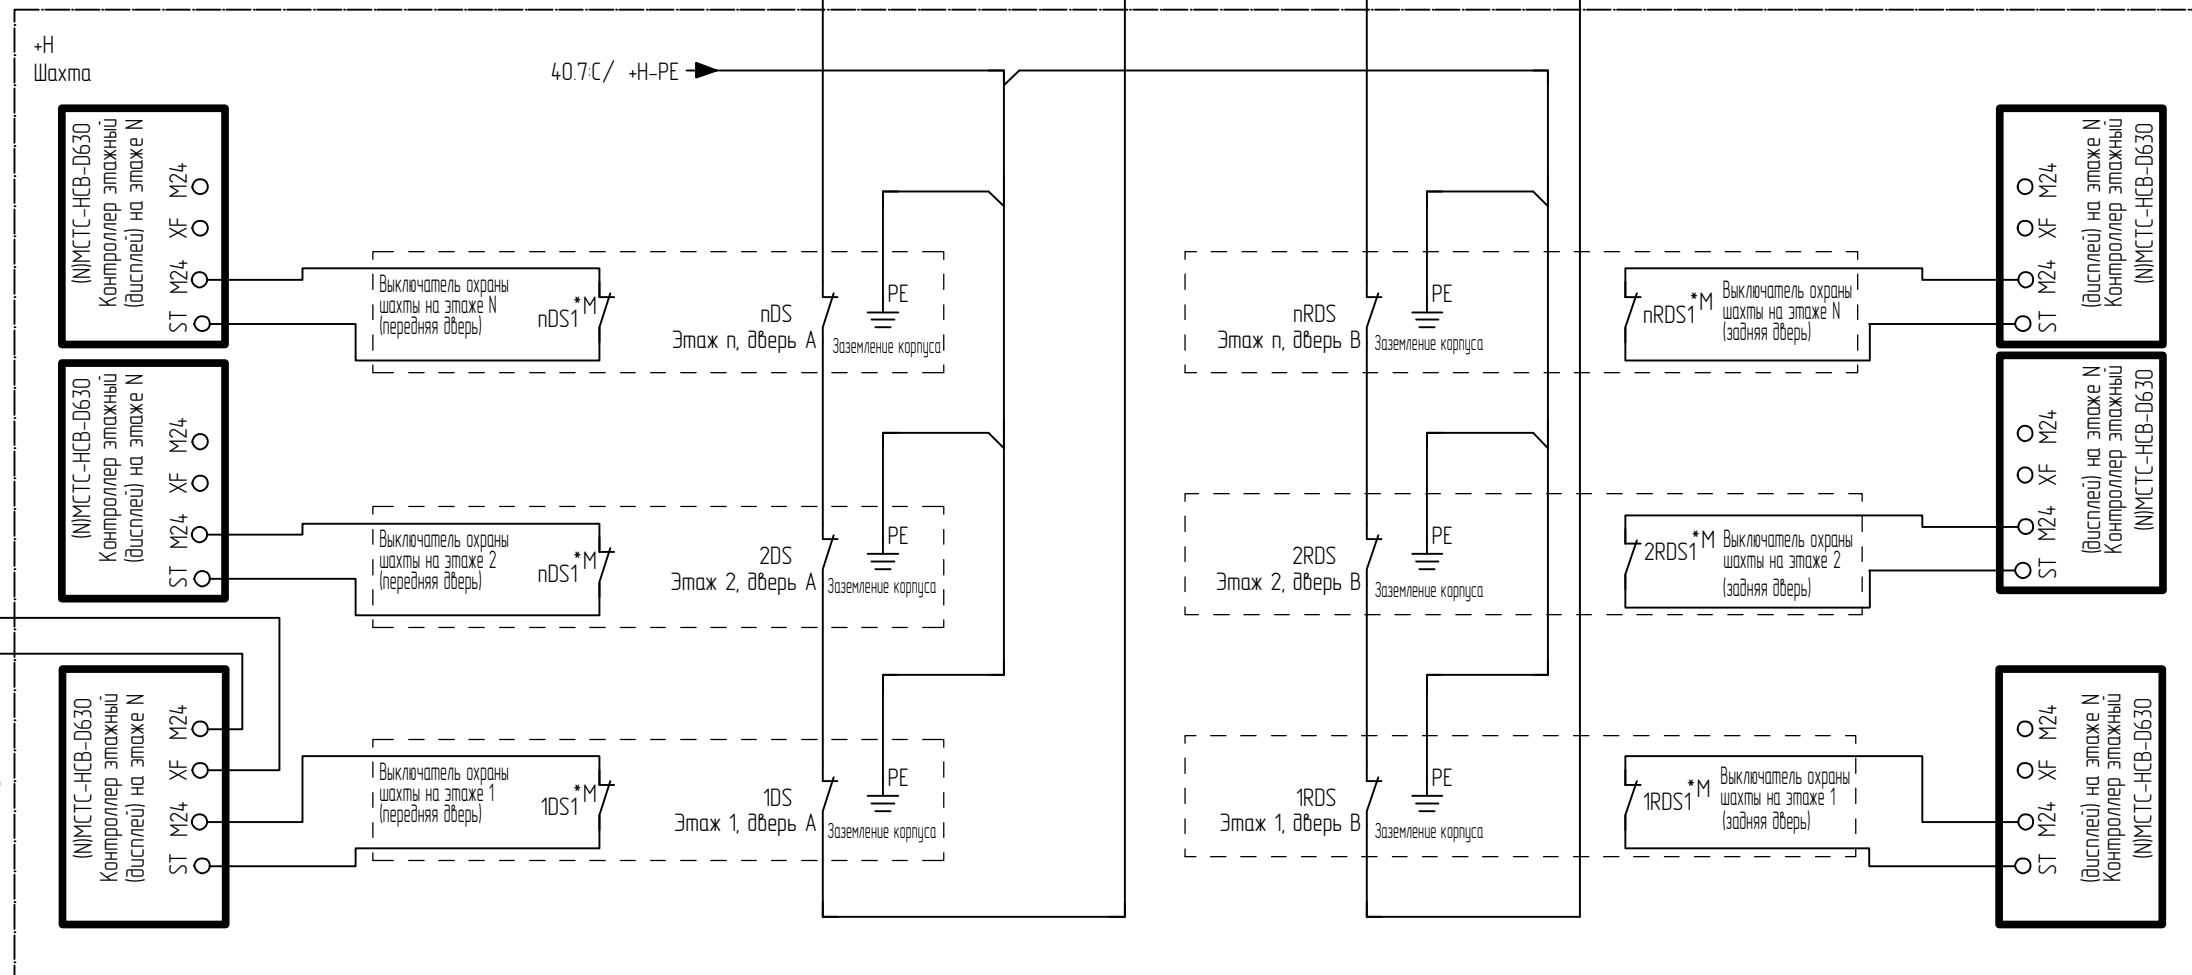 +H
Шахта
40.7:C/ +H-PE
(N)MCTC-HCB-D630
Контроллер этажный
(дисплей) на этаже N
M24
XF
M24
ST
Выключатель охраны
шахты на этаже N
(передняя дверь)
nDS1*M
nDS
Этаж n, дверь A
PE
Заземление корпуса
nRDS
Этаж n, дверь B
PE
Заземление корпуса
nRDS1*M
Выключатель охраны
шахты на этаже N
(задняя дверь)
M24
XF
M24
ST
(дисплей) на этаже N
Контроллер этажный
(N)MCTC-HCB-D630
(N)MCTC-HCB-D630
Контроллер этажный
(дисплей) на этаже N
M24
XF
M24
ST
Выключатель охраны
шахты на этаже 2
(передняя дверь)
nDS1*M
2DS
Этаж 2, дверь A
PE
Заземление корпуса
2RDS
Этаж 2, дверь B
PE
Заземление корпуса
2RDS1*M
Выключатель охраны
шахты на этаже 2
(задняя дверь)
M24
XF
M24
ST
(дисплей) на этаже N
Контроллер этажный
(N)MCTC-HCB-D630
(N)MCTC-HCB-D630
Контроллер этажный
(дисплей) на этаже N
M24
XF
M24
ST
Выключатель охраны
шахты на этаже 1
(передняя дверь)
1DS1*M
1DS
Этаж 1, дверь A
PE
Заземление корпуса
1RDS
Этаж 1, дверь B
PE
Заземление корпуса
1RDS1*M
Выключатель охраны
шахты на этаже 1
(задняя дверь)
M24
XF
M24
ST
(дисплей) на этаже N
Контроллер этажный
(N)MCTC-HCB-D630